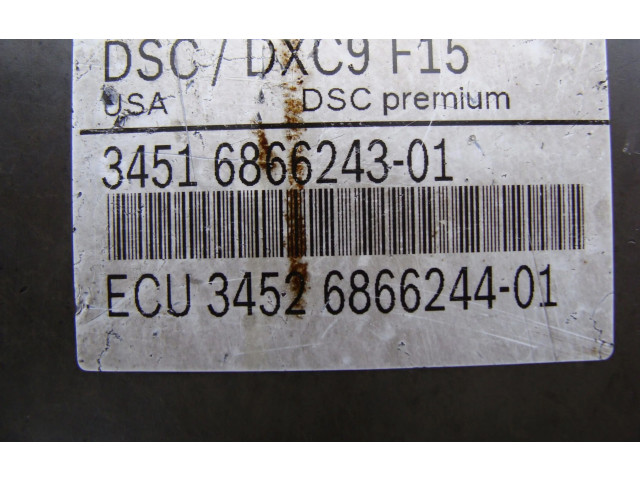 DSC / DXC9 F15
USA DSC premium
3451 6866243-01
ECU 3452 6866244-01